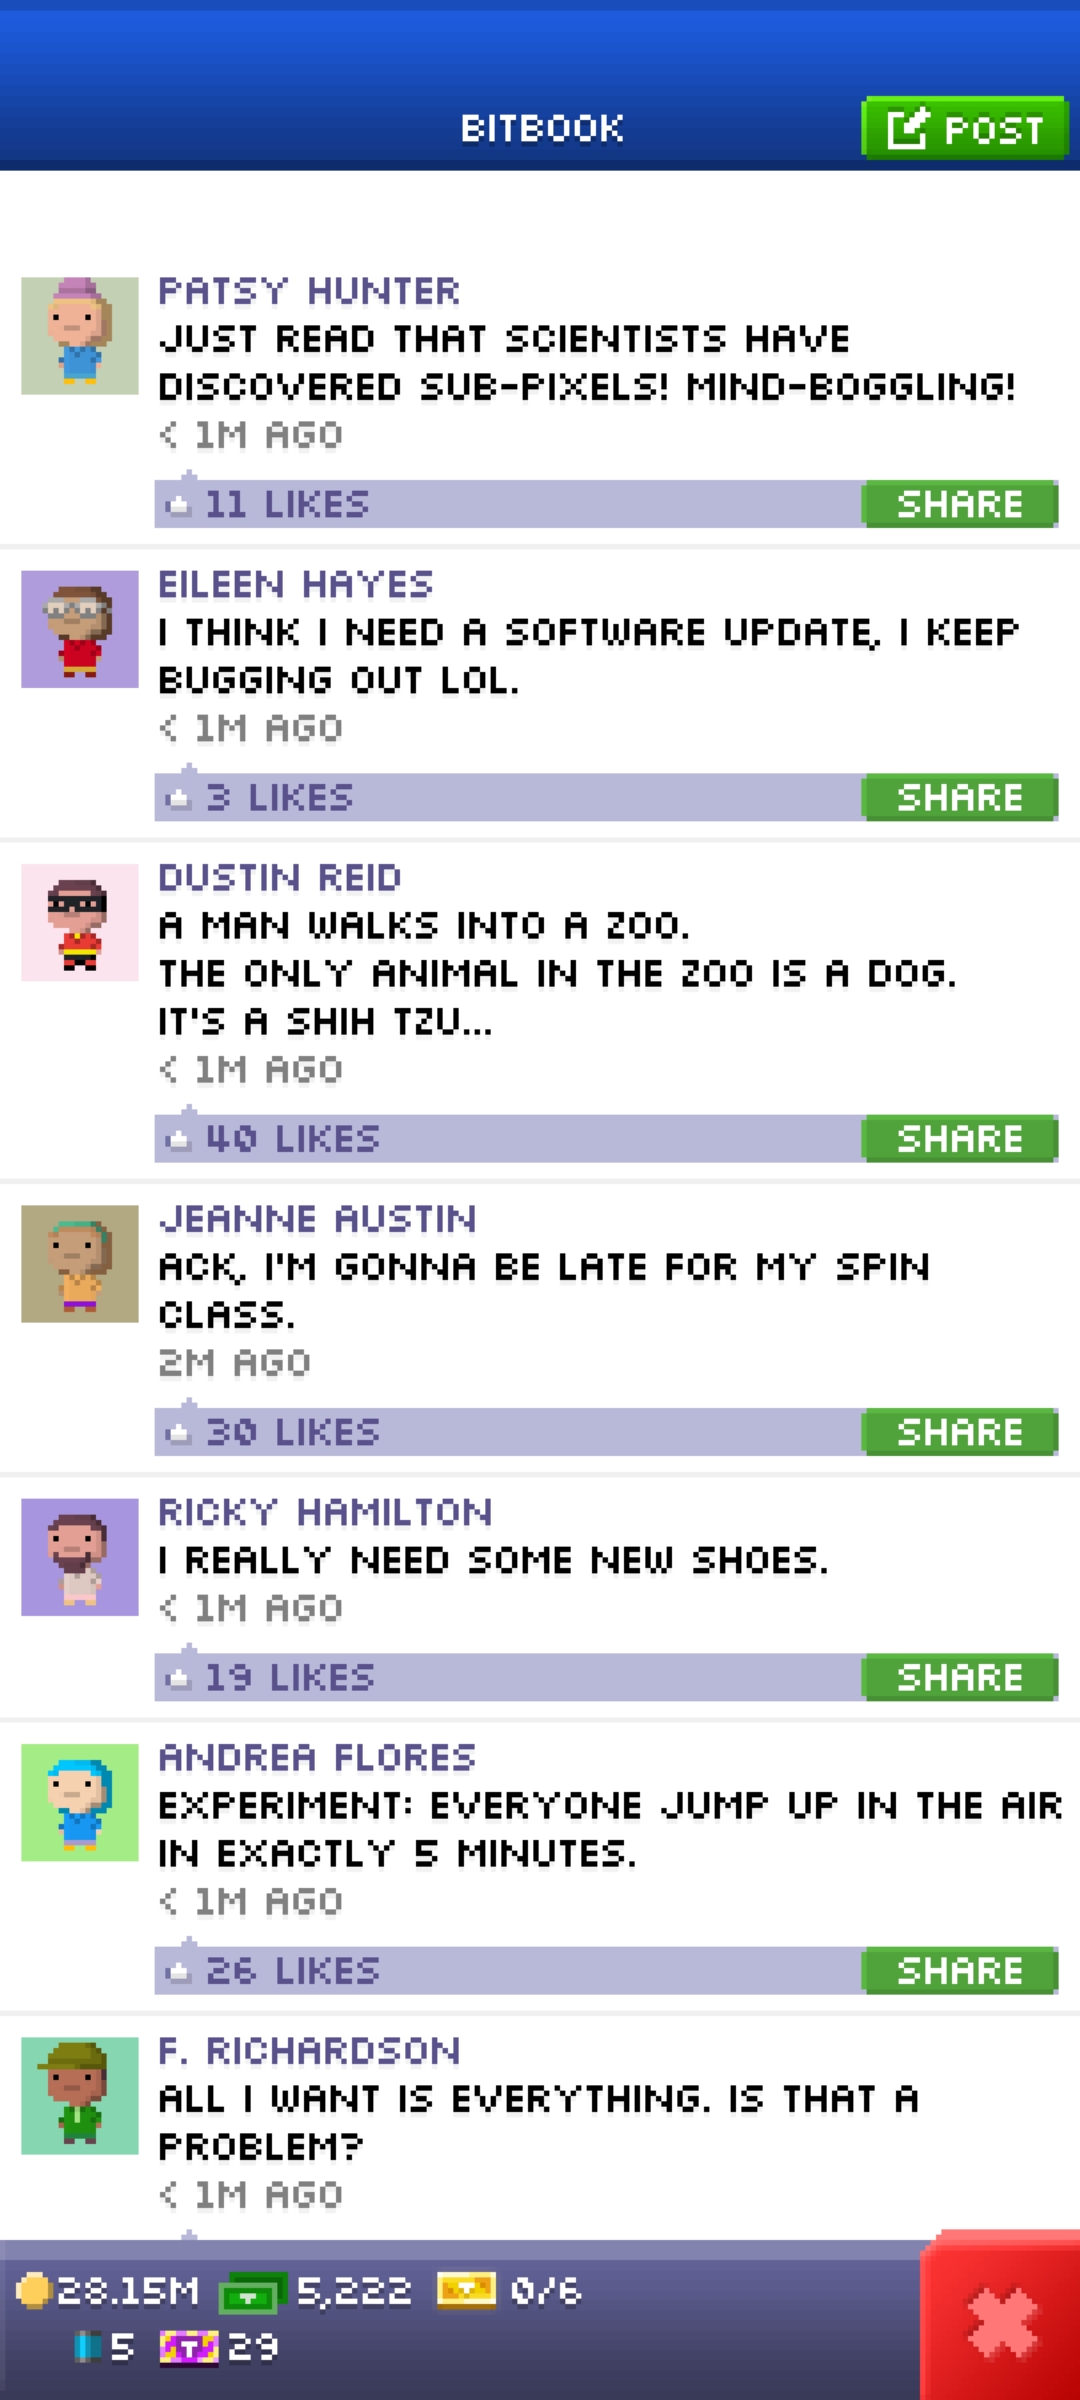 BITBOOK
POST
PATSY HUNTER
JUST READ THAT SCIENTISTS HAVE
DISCOVERED SUB-PIXELS! MIND-BOGGLING!
< 1M AGO
11 LIKES
SHARE
EILEEN HAYES
I THINK I NEED A SOFTWARE UPDATE, I KEEP
BUGGING OUT LOL.
< 1M AGO
3 LIKES
SHARE
DUSTIN REID
A MAN WALKS INTO A ZOO.
THE ONLY ANIMAL IN THE ZOO IS A DOG.
IT'S A SHIH TZU...
< 1M AGO
40 LIKES
SHARE
JEANNE AUSTIN
ACK, I'M GONNA BE LATE FOR MY SPIN
CLASS.
2M AGO
30 LIKES
SHARE
RICKY HAMILTON
I REALLY NEED SOME NEW SHOES.
< 1M AGO
19 LIKES
SHARE
ANDREA FLORES
EXPERIMENT: EVERYONE JUMP UP IN THE AIR
IN EXACTLY 5 MINUTES.
< 1M AGO
26 LIKES
SHARE
F. RICHARDSON
ALL I WANT IS EVERYTHING. IS THAT A
PROBLEM?
< 1M AGO
28.15M 5,222 0/6
5 T 29